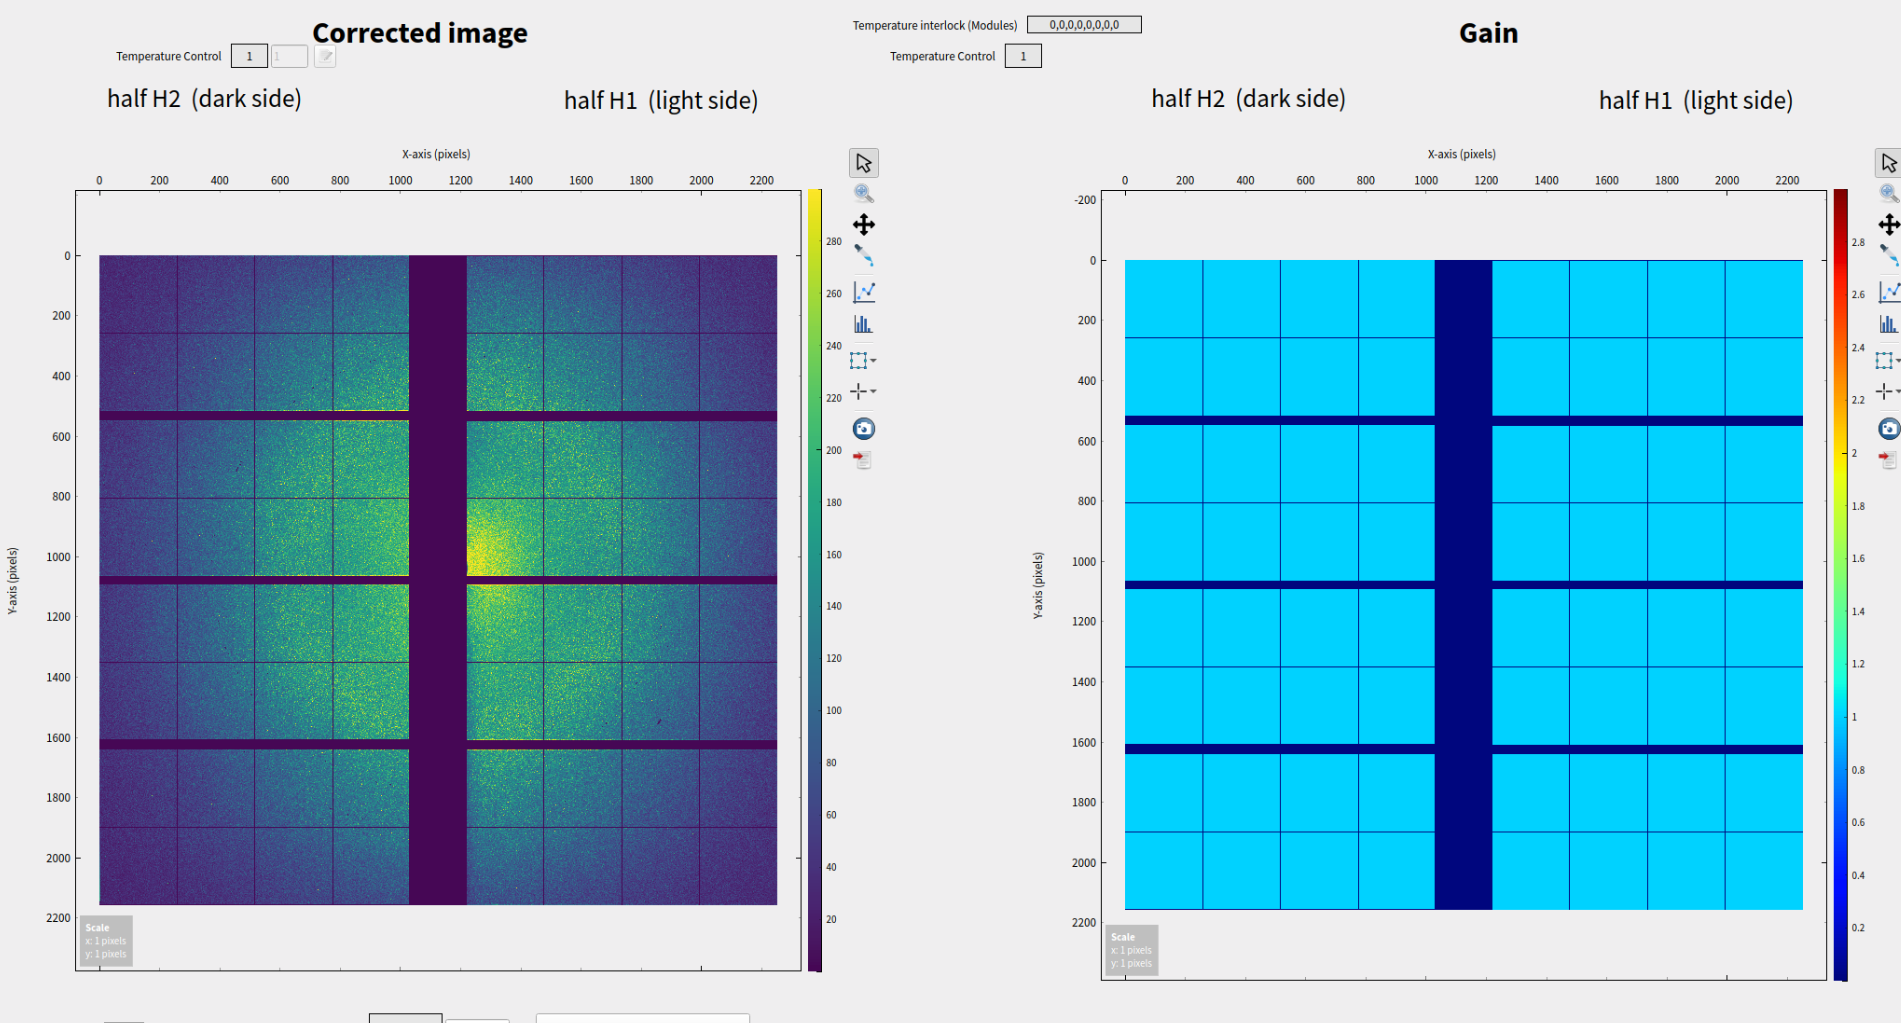 Corrected image
Temperature Control 1 1
half H2 (dark side) half H1 (light side)
X-axis (pixels)
0 200 400 600 800 1000 1200 1400 1600 1800 2000 2200
Y-axis (pixels)
0
200
400
600
800
1000
1200
1400
1600
1800
2000
2200
280
260
240
220
200
180
160
140
120
100
80
60
40
20
Scale
x: 1 pixels
y: 1 pixels
Temperature interlock (Modules) 0,0,0,0,0,0,0,0
Gain
Temperature Control 1
half H2 (dark side) half H1 (light side)
X-axis (pixels)
0 200 400 600 800 1000 1200 1400 1600 1800 2000 2200
Y-axis (pixels)
-200
0
200
400
600
800
1000
1200
1400
1600
1800
2000
2200
2.8
2.6
2.4
2.2
2
1.8
1.6
1.4
1.2
1
0.8
0.6
0.4
0.2
Scale
x: 1 pixels
y: 1 pixels